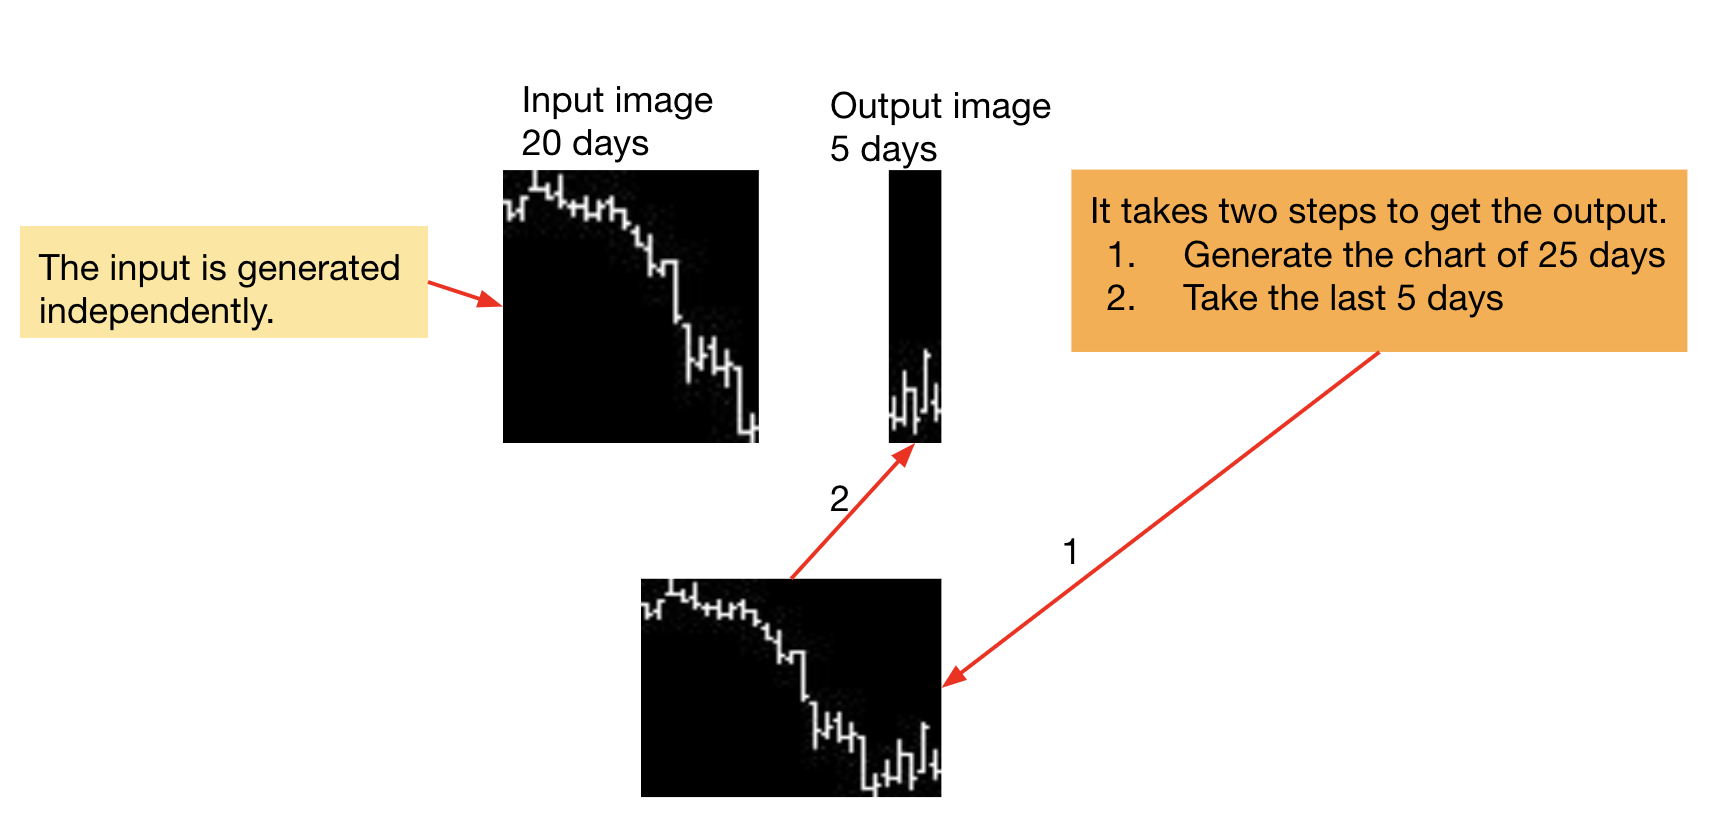 Input image
20 days
Output image
5 days
The input is generated
independently.
It takes two steps to get the output.
1. Generate the chart of 25 days
2. Take the last 5 days
2
1